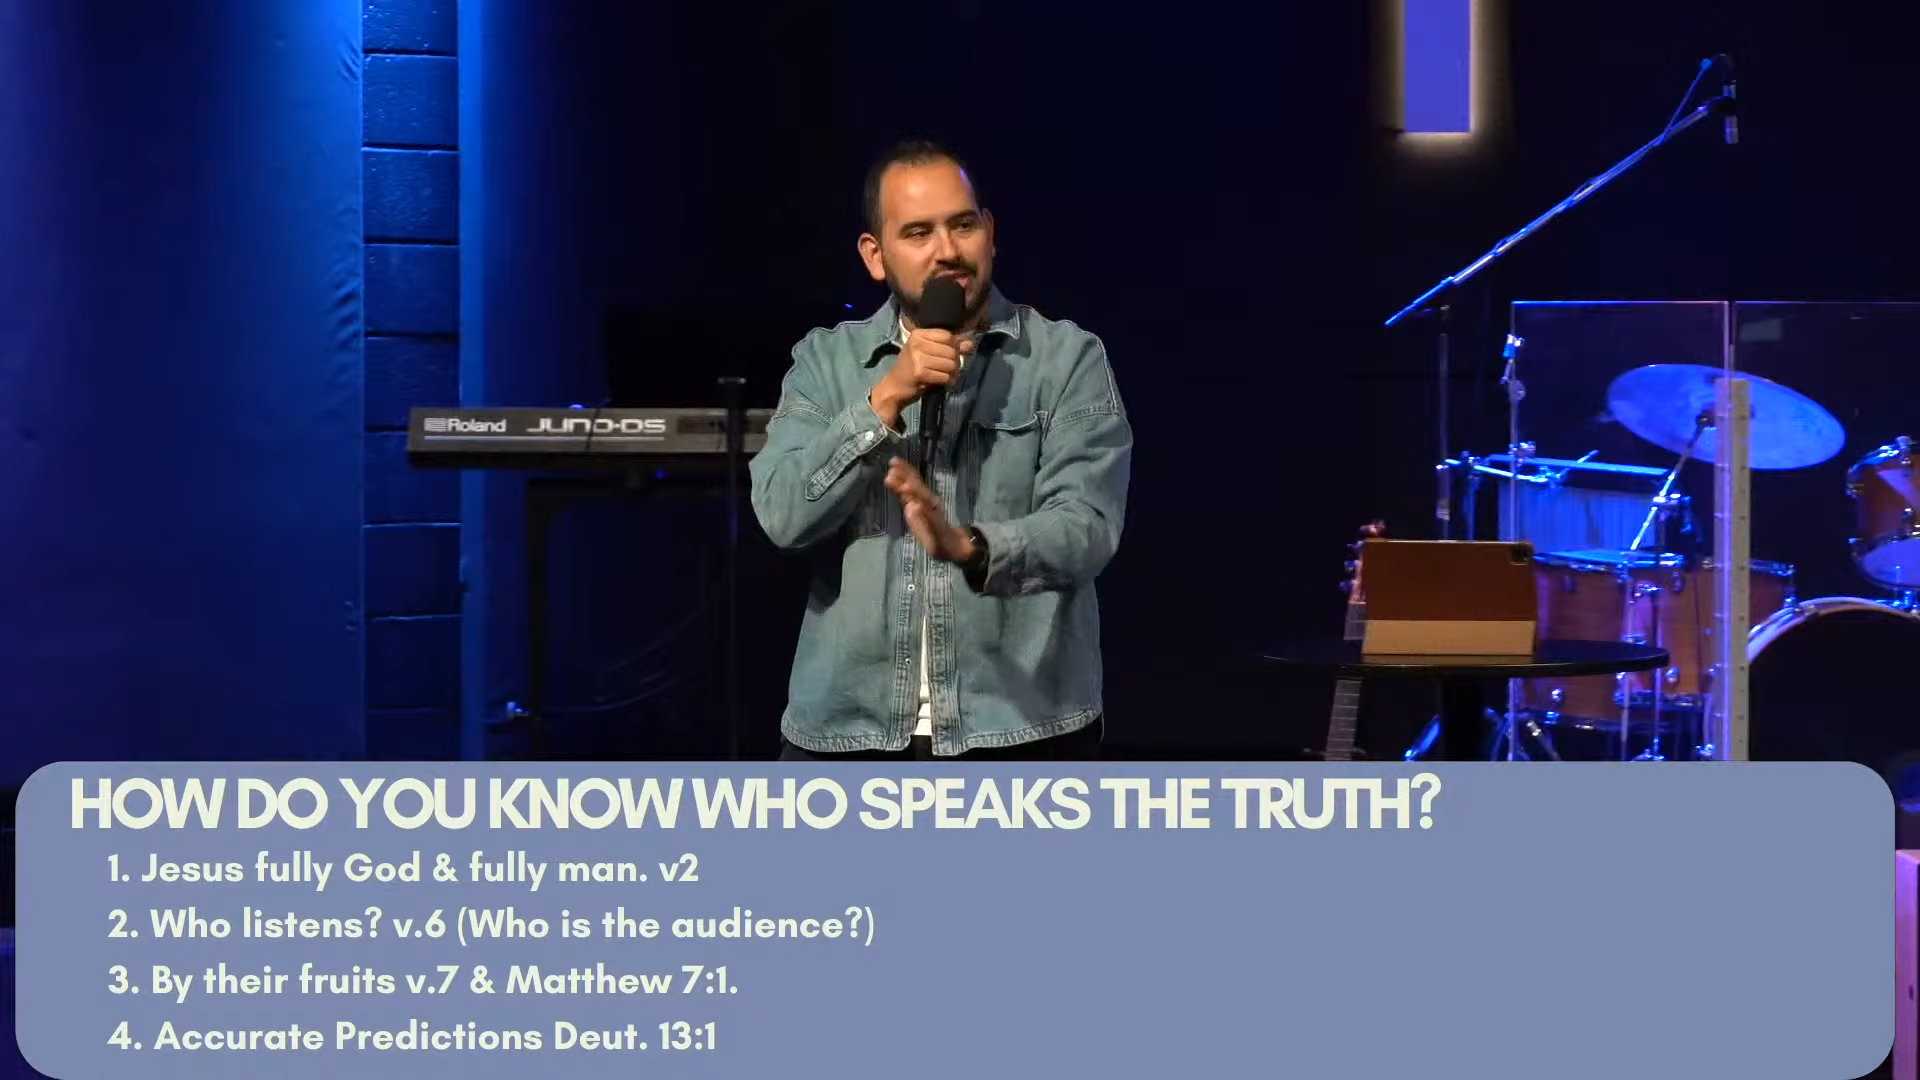 Roland JUNO-DS
HOW DO YOU KNOW WHO SPEAKS THE TRUTH?
1. Jesus fully God & fully man. v2
2. Who listens? v.6 (Who is the audience?)
3. By their fruits v.7 & Matthew 7:1.
4. Accurate Predictions Deut. 13:1